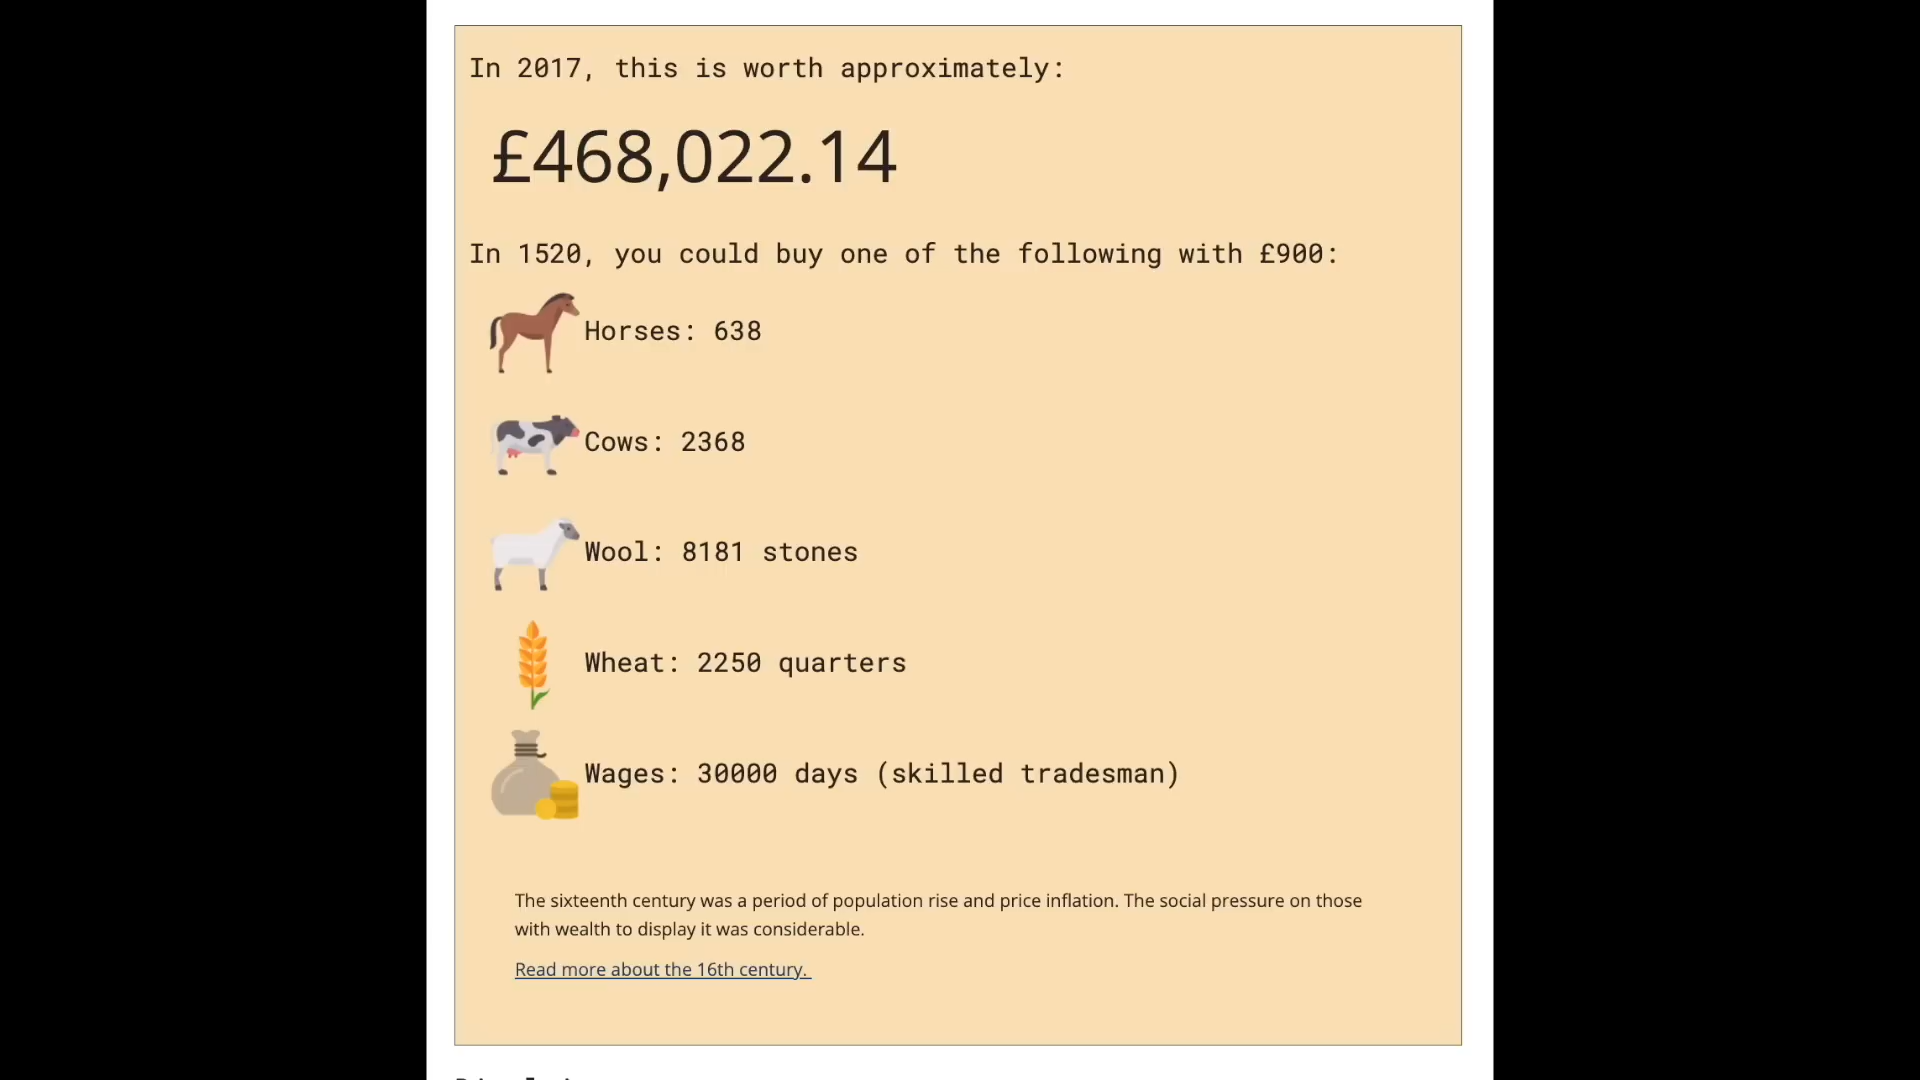 In 2017, this is worth approximately:
£468,022.14
In 1520, you could buy one of the following with £900:
Horses: 638
Cows: 2368
Wool: 8181 stones
Wheat: 2250 quarters
Wages: 30000 days (skilled tradesman)
The sixteenth century was a period of population rise and price inflation. The social pressure on those
with wealth to display it was considerable.
Read more about the 16th century.